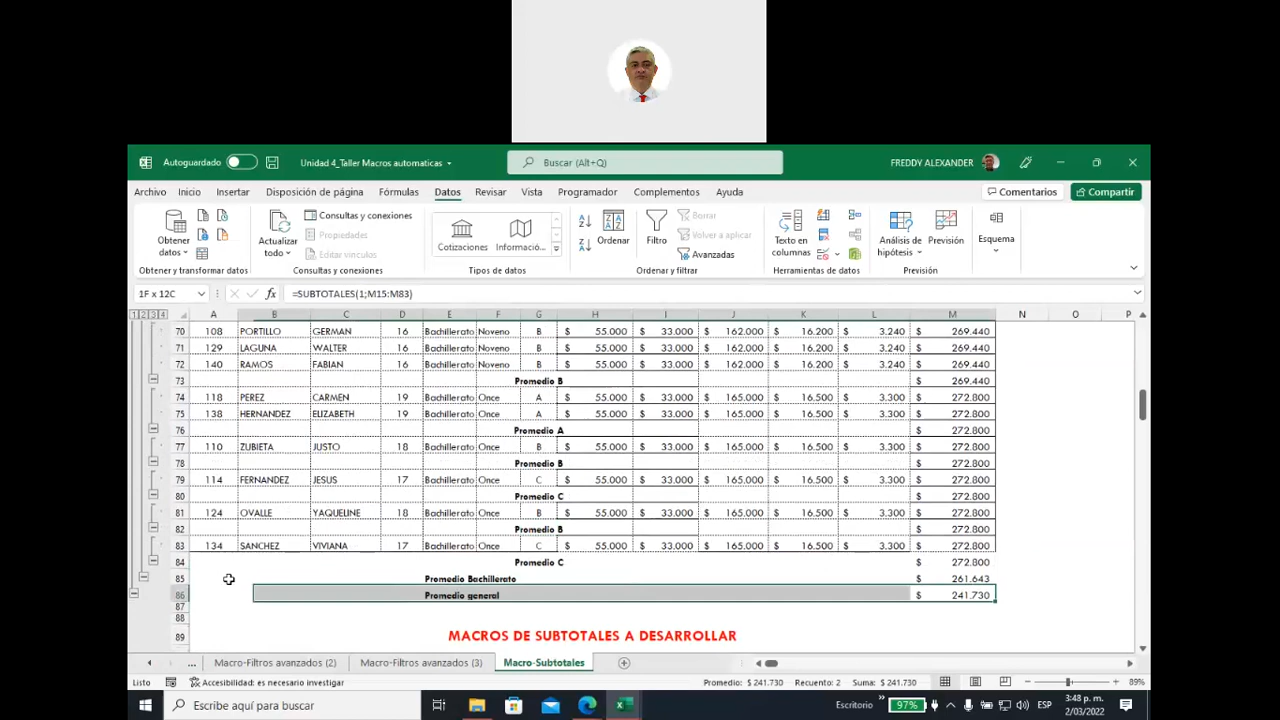 Autoguardado Unidad 4_Taller Macros automaticas Buscar (Alt+Q) FREDDY ALEXANDER
Archivo Inicio Insertar Disposición de página Fórmulas Datos Revisar Vista Programador Complementos Ayuda Comentarios Compartir
Obtener datos
Actualizar todo
Consultas y conexiones
Propiedades
Editar vínculos
Cotizaciones Informació...
Ordenar
Filtro
Borrar
Volver a aplicar
Avanzadas
Texto en columnas
Análisis de hipótesis
Previsión
Esquema
Obtener y transformar datos Consultas y conexiones Tipos de datos Ordenar y filtrar Herramientas de datos Previsión
1F x 12C fx =SUBTOTALES(1;M15:M83)
1 2 3 4 A B C D E F G H I J K L M N O P
70 108 PORTILLO GERMAN 16 Bachillerato Noveno B $ 55.000 $ 33.000 $ 162.000 $ 16.200 $ 3.240 $ 269.440
71 129 LAGUNA WALTER 16 Bachillerato Noveno B $ 55.000 $ 33.000 $ 162.000 $ 16.200 $ 3.240 $ 269.440
72 140 RAMOS FABIAN 16 Bachillerato Noveno B $ 55.000 $ 33.000 $ 162.000 $ 16.200 $ 3.240 $ 269.440
73 Promedio B $ 269.440
74 118 PEREZ CARMEN 19 Bachillerato Once A $ 55.000 $ 33.000 $ 165.000 $ 16.500 $ 3.300 $ 272.800
75 138 HERNANDEZ ELIZABETH 19 Bachillerato Once A $ 55.000 $ 33.000 $ 165.000 $ 16.500 $ 3.300 $ 272.800
76 Promedio A $ 272.800
77 110 ZUBIETA JUSTO 18 Bachillerato Once B $ 55.000 $ 33.000 $ 165.000 $ 16.500 $ 3.300 $ 272.800
78 Promedio B $ 272.800
79 114 FERNANDEZ JESUS 17 Bachillerato Once C $ 55.000 $ 33.000 $ 165.000 $ 16.500 $ 3.300 $ 272.800
80 Promedio C $ 272.800
81 124 OVALLE YAQUELINE 18 Bachillerato Once B $ 55.000 $ 33.000 $ 165.000 $ 16.500 $ 3.300 $ 272.800
82 Promedio B $ 272.800
83 134 SANCHEZ VIVIANA 17 Bachillerato Once C $ 55.000 $ 33.000 $ 165.000 $ 16.500 $ 3.300 $ 272.800
84 Promedio C $ 272.800
85 Promedio Bachillerato $ 261.643
86 Promedio general $ 241.730
87
88
89 MACROS DE SUBTOTALES A DESARROLLAR
... Macro-Filtros avanzados (2) Macro-Filtros avanzados (3) Macro-Subtotales
Listo Accesibilidad: es necesario investigar Promedio: $ 241.730 Recuento: 2 Suma: $ 241.730 89%
Escribe aquí para buscar Escritorio 97% ESP 3:48 p. m.
2/03/2022